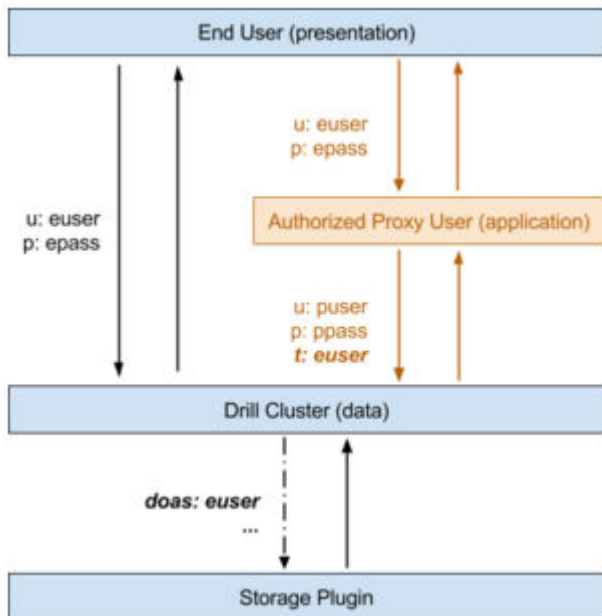 End User (presentation)
u: euser
p: epass
Authorized Proxy User (application)
u: euser
p: epass
u: puser
p: ppass
t: euser
Drill Cluster (data)
doas: euser
...
Storage Plugin